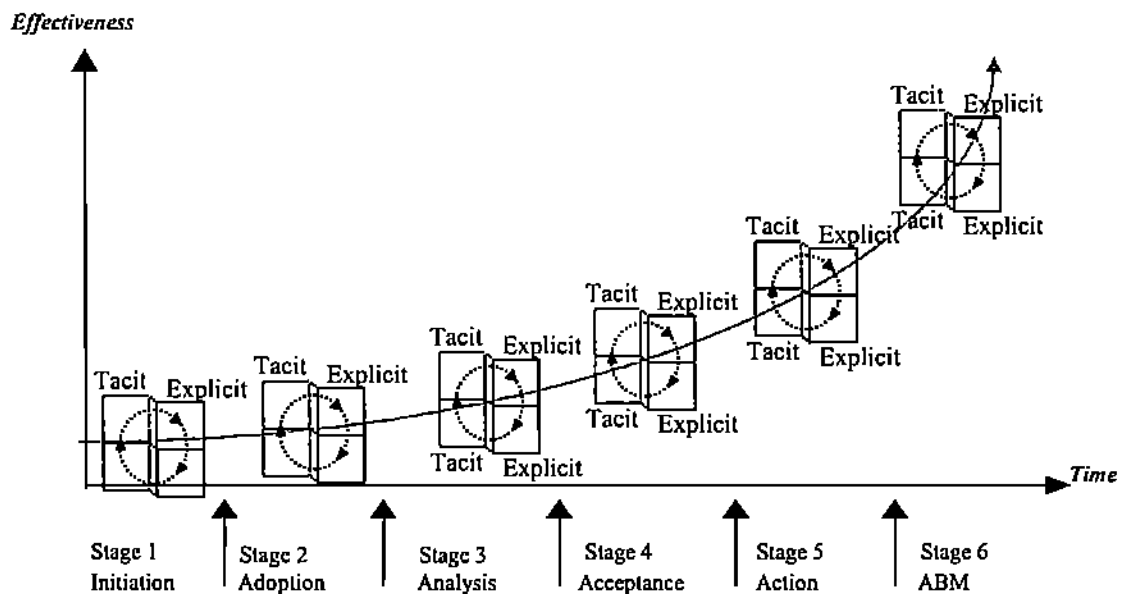 Effectiveness
Tacit
Explicit
Tacit
Explicit
Tacit
Explicit
Tacit
Explicit
Tacit
Explicit
Tacit
Explicit
Tacit
Explicit
Tacit
Explicit
Tacit
Explicit
Tacit
Explicit
Time
Stage 1
Initiation
Stage 2
Adoption
Stage 3
Analysis
Stage 4
Acceptance
Stage 5
Action
Stage 6
ABM